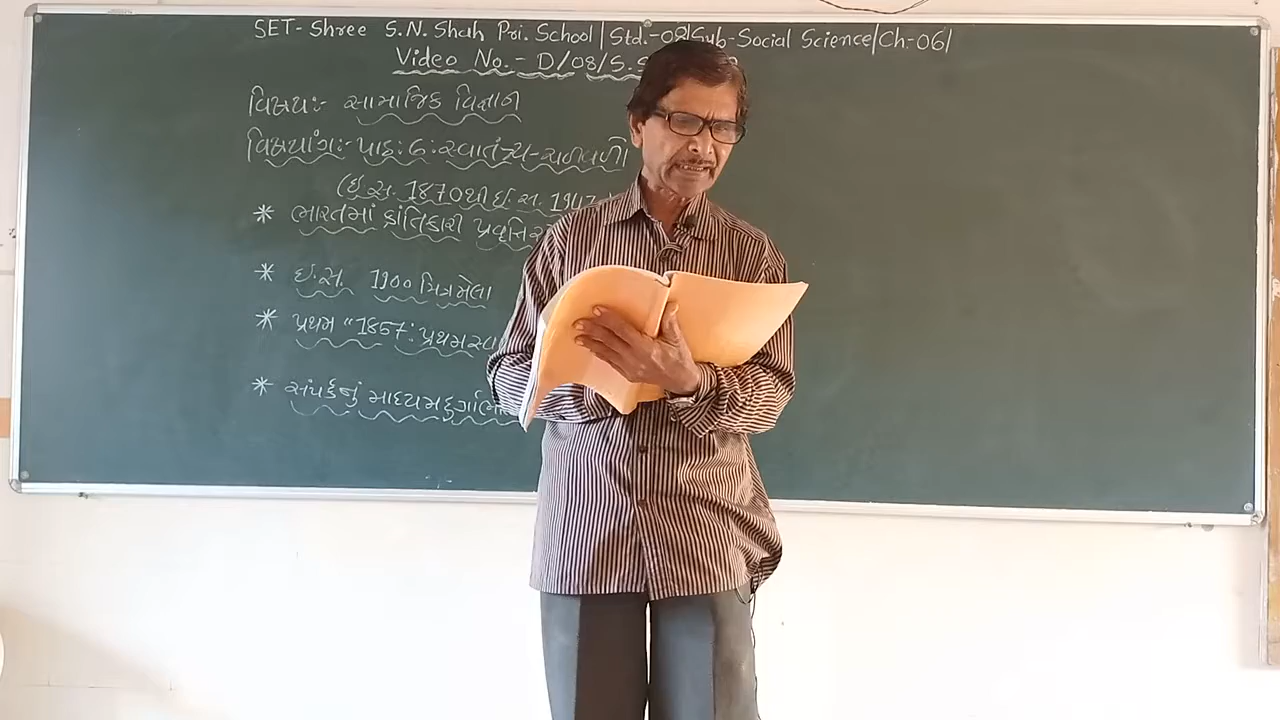 SET-Shree S.N. Shah Pri. School | Std.-08 | Sub-Social Science | Ch-06 |
Video No.- D/08/S.S
વિષય:- સામાજિક વિજ્ઞાન
વિષયાંગ:- પાઠ: ૬: સ્વાતંત્ર્ય-ચળવળો
(ઈ.સ. 1870થી ઈ.સ. 1947
* ભારતમાં ક્રાંતિકારી પ્રવૃત્તિ
* ઈ.સ. 1900 મિત્રમેલા
* પ્રથમ "1857: પ્રથમ
* સંપર્કનું માધ્યમ દુર્ગાભા